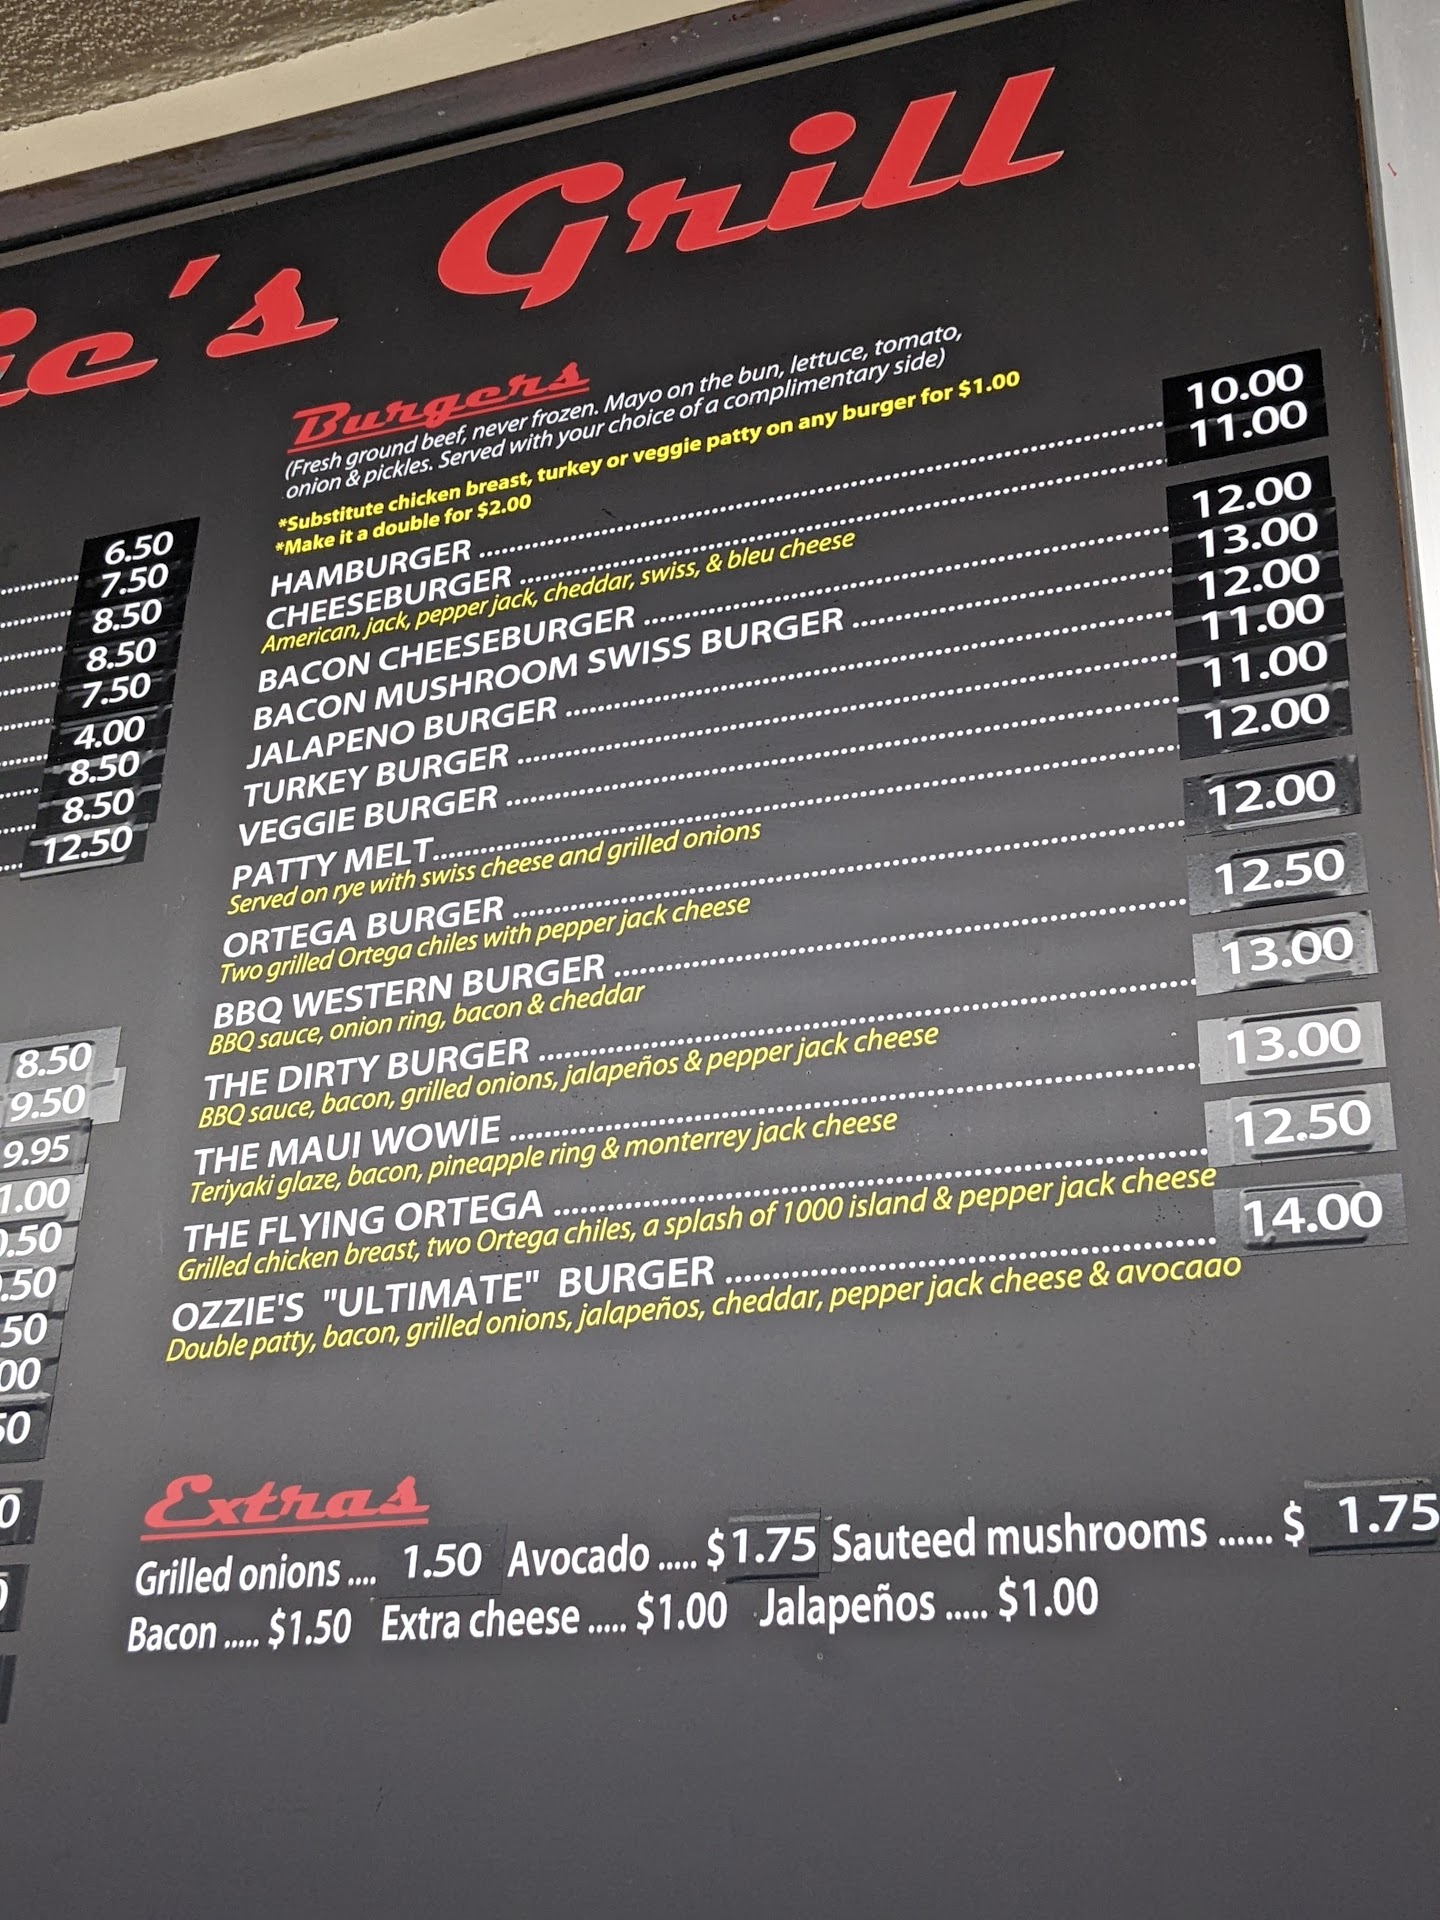 ie's Grill
6.50
7.50
8.50
8.50
7.50
4.00
8.50
8.50
12.50
8.50
9.50
9.95
1.00
.50
.50
50
00
50
0
Burgers
(Fresh ground beef, never frozen. Mayo on the bun, lettuce, tomato,
onion & pickles. Served with your choice of a complimentary side)
*Substitute chicken breast, turkey or veggie patty on any burger for $1.00
*Make it a double for $2.00
HAMBURGER 10.00
CHEESEBURGER 11.00
American, jack, pepper jack, cheddar, swiss, & bleu cheese
BACON CHEESEBURGER 12.00
BACON MUSHROOM SWISS BURGER 13.00
JALAPENO BURGER 12.00
TURKEY BURGER 11.00
VEGGIE BURGER 11.00
PATTY MELT 12.00
Served on rye with swiss cheese and grilled onions
ORTEGA BURGER 12.00
Two grilled Ortega chiles with pepper jack cheese
BBQ WESTERN BURGER 12.50
BBQ sauce, onion ring, bacon & cheddar
THE DIRTY BURGER 13.00
BBQ sauce, bacon, grilled onions, jalapeños & pepper jack cheese
THE MAUI WOWIE 13.00
Teriyaki glaze, bacon, pineapple ring & monterrey jack cheese
THE FLYING ORTEGA 12.50
Grilled chicken breast, two Ortega chiles, a splash of 1000 island & pepper jack cheese
OZZIE'S "ULTIMATE" BURGER 14.00
Double patty, bacon, grilled onions, jalapeños, cheddar, pepper jack cheese & avocado
Extras
Grilled onions .... 1.50 Avocado ..... $1.75 Sauteed mushrooms ...... $ 1.75
Bacon ..... $1.50 Extra cheese ..... $1.00 Jalapeños ..... $1.00